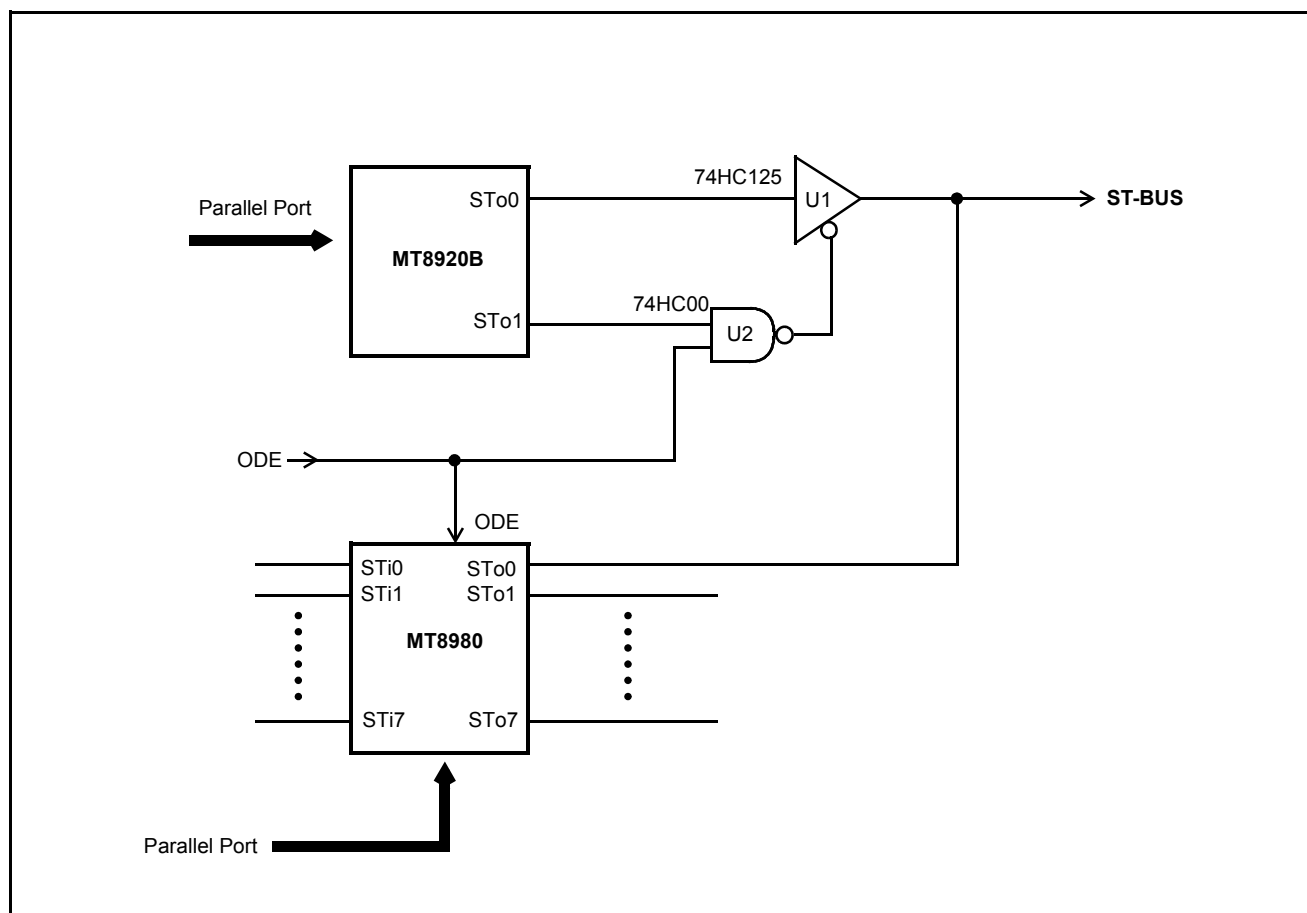 74HC125
STo0
U1
ST-BUS
Parallel Port
MT8920B
74HC00
STo1
U2
ODE
ODE
STi0
STo0
STi1
STo1
MT8980
STi7
STo7
Parallel Port